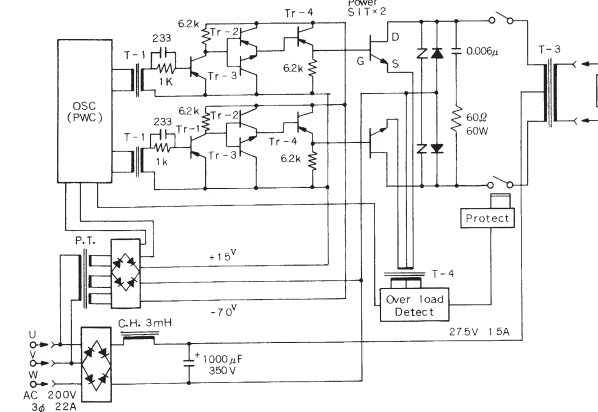 Power
SiT×2
Tr-4
6.2k
Tr-2
233
T-1
Tr-3
6.2k
1K
D
G
S
0.006μ
T-3
OSC
(PWC)
6.2k
Tr-2
233
Tr-1
T-1
Tr-4
Tr-3
1k
6.2k
60Ω
60W
Protect
P.T.
+15V
-70V
T-4
Over load
Detect
C.H. 3mH
275V 15A
U
V
W
+
1000μF
350V
AC 200V
3ø 22A